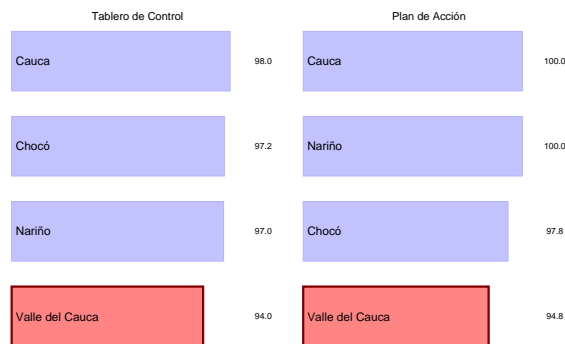 Tablero de Control
Cauca 98.0
Chocó 97.2
Nariño 97.0
Valle del Cauca 94.0
Plan de Acción
Cauca 100.0
Nariño 100.0
Chocó 97.8
Valle del Cauca 94.8